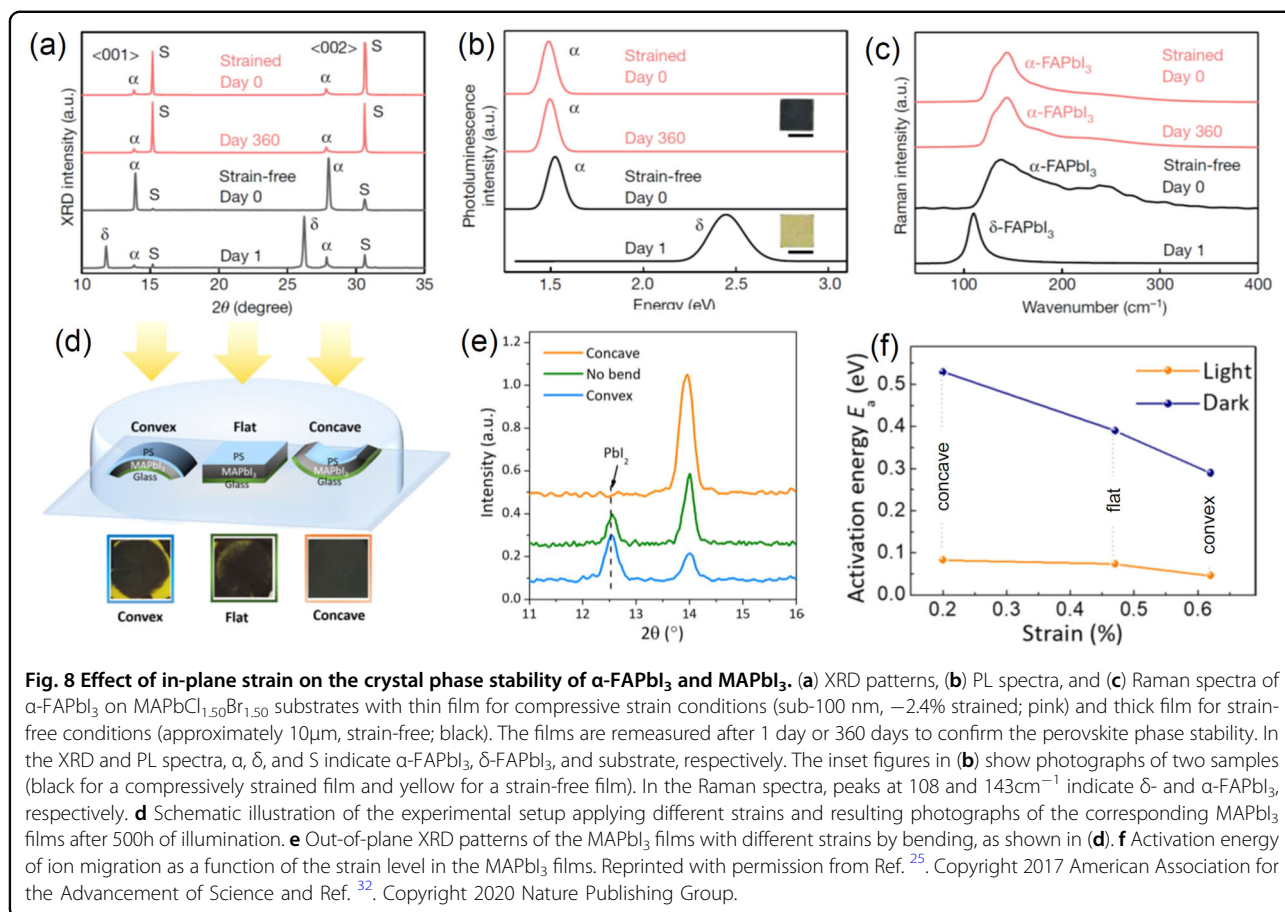 (a)
<001>
S
<002>
S
α
Strained
Day 0
α
S
Day 360
S
α
α
α
Strain-free
Day 0
α
S
S
δ
α
S
Day 1
δ
α
S
XRD intensity (a.u.)
10 15 20 25 30 35
2θ (degree)
(b)
α
Strained
Day 0
α
Day 360
α
Strain-free
Day 0
δ
Day 1
Photoluminescence
intensity (a.u.)
1.5 2.0 2.5 3.0
Energy (eV)
(c)
α-FAPbI₃
Strained
Day 0
α-FAPbI₃
Day 360
α-FAPbI₃
Strain-free
Day 0
δ-FAPbI₃
Day 1
Raman intensity (a.u.)
100 200 300 400
Wavenumber (cm⁻¹)
(d)
Convex Flat Concave
PS
MAPbI₃
Glass
PS
MAPbI₃
Glass
PS
MAPbI₃
Glass
Convex Flat Concave
(e)
Concave
No bend
Convex
PbI₂
Intensity (a.u.)
1.2
1.0
0.8
0.6
0.4
0.2
0.0
11 12 13 14 15 16
2θ (°)
(f)
Light
Dark
concave
flat
convex
Activation energy Eₐ (eV)
0.5
0.4
0.3
0.2
0.1
0.0
0.2 0.3 0.4 0.5 0.6
Strain (%)
Fig. 8 Effect of in-plane strain on the crystal phase stability of α-FAPbI₃ and MAPbI₃. (a) XRD patterns, (b) PL spectra, and (c) Raman spectra of
α-FAPbI₃ on MAPbCl₁.₅₀Br₁.₅₀ substrates with thin film for compressive strain conditions (sub-100 nm, −2.4% strained; pink) and thick film for strain-
free conditions (approximately 10μm, strain-free; black). The films are remeasured after 1 day or 360 days to confirm the perovskite phase stability. In
the XRD and PL spectra, α, δ, and S indicate α-FAPbI₃, δ-FAPbI₃, and substrate, respectively. The inset figures in (b) show photographs of two samples
(black for a compressively strained film and yellow for a strain-free film). In the Raman spectra, peaks at 108 and 143cm⁻¹ indicate δ- and α-FAPbI₃,
respectively. d Schematic illustration of the experimental setup applying different strains and resulting photographs of the corresponding MAPbI₃
films after 500h of illumination. e Out-of-plane XRD patterns of the MAPbI₃ films with different strains by bending, as shown in (d). f Activation energy
of ion migration as a function of the strain level in the MAPbI₃ films. Reprinted with permission from Ref. ²⁵. Copyright 2017 American Association for
the Advancement of Science and Ref. ³². Copyright 2020 Nature Publishing Group.